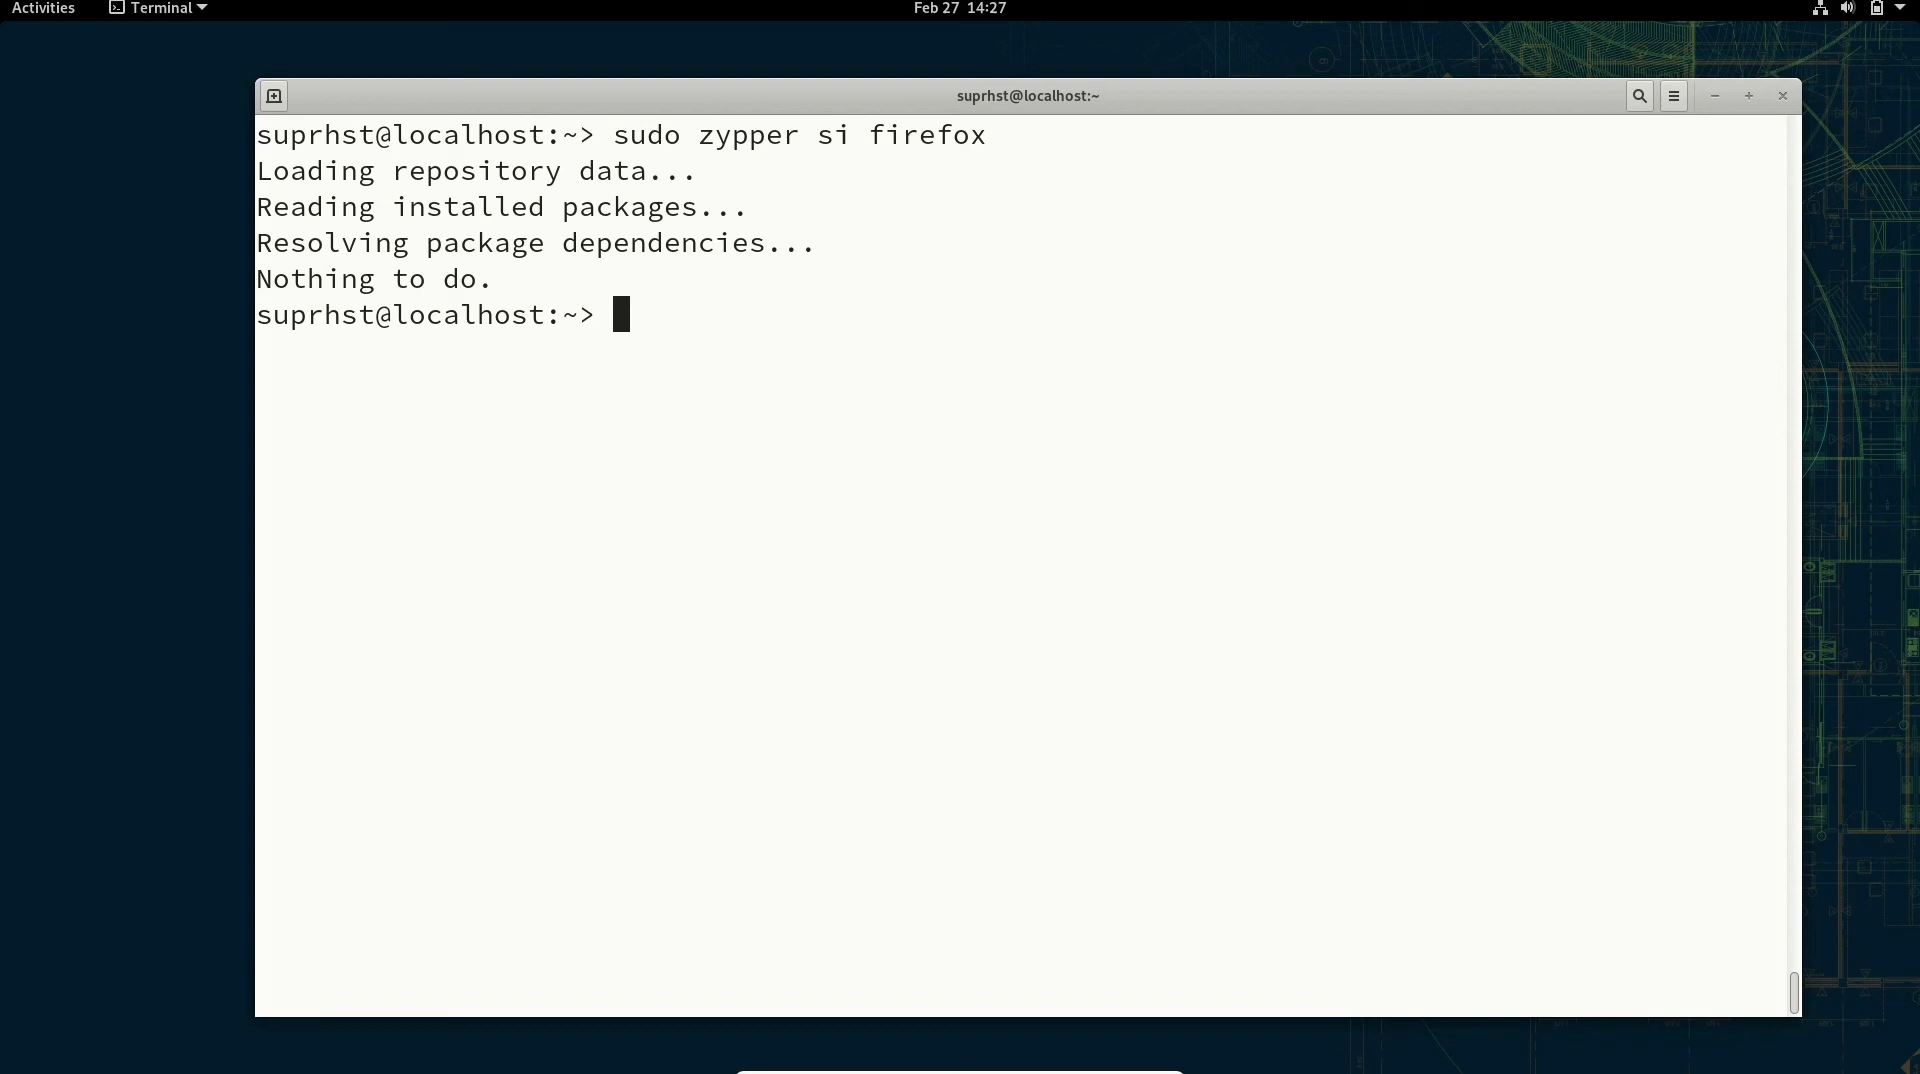 Activities Terminal Feb 27 14:27
suprhst@localhost:~
suprhst@localhost:~> sudo zypper si firefox
Loading repository data...
Reading installed packages...
Resolving package dependencies...
Nothing to do.
suprhst@localhost:~>